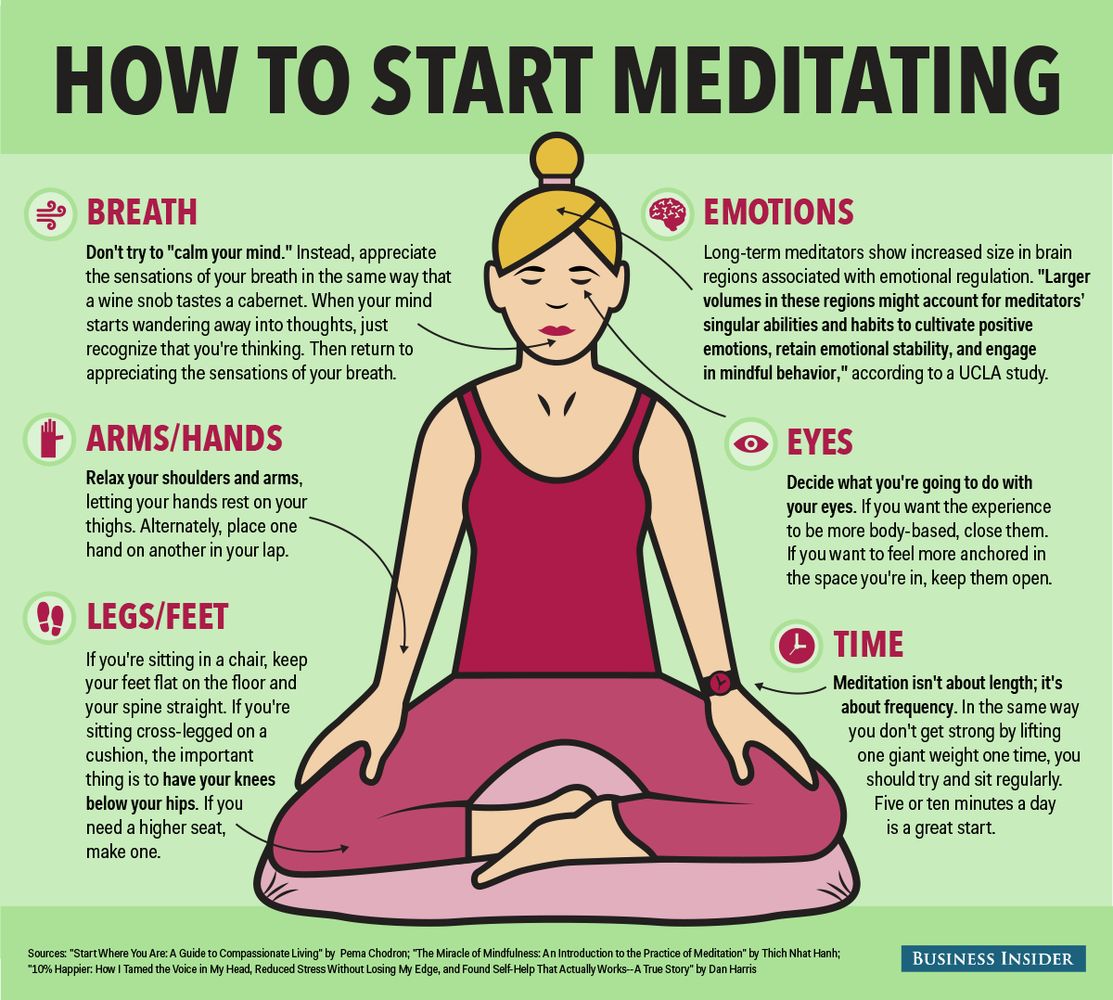 HOW TO START MEDITATING
BREATH
Don't try to "calm your mind." Instead, appreciate
the sensations of your breath in the same way that
a wine snob tastes a cabernet. When your mind
starts wandering away into thoughts, just
recognize that you're thinking. Then return to
appreciating the sensations of your breath.
ARMS/HANDS
Relax your shoulders and arms,
letting your hands rest on your
thighs. Alternately, place one
hand on another in your lap.
LEGS/FEET
If you're sitting in a chair, keep
your feet flat on the floor and
your spine straight. If you're
sitting cross-legged on a
cushion, the important
thing is to have your knees
below your hips. If you
need a higher seat,
make one.
EMOTIONS
Long-term meditators show increased size in brain
regions associated with emotional regulation. "Larger
volumes in these regions might account for meditators'
singular abilities and habits to cultivate positive
emotions, retain emotional stability, and engage
in mindful behavior," according to a UCLA study.
EYES
Decide what you're going to do with
your eyes. If you want the experience
to be more body-based, close them.
If you want to feel more anchored in
the space you're in, keep them open.
TIME
Meditation isn't about length; it's
about frequency. In the same way
you don't get strong by lifting
one giant weight one time, you
should try and sit regularly.
Five or ten minutes a day
is a great start.
Sources: "Start Where You Are: A Guide to Compassionate Living" by Pema Chodron; "The Miracle of Mindfulness: An Introduction to the Practice of Meditation" by Thich Nhat Hanh;
"10% Happier: How I Tamed the Voice in My Head, Reduced Stress Without Losing My Edge, and Found Self-Help That Actually Works--A True Story" by Dan Harris
BUSINESS INSIDER